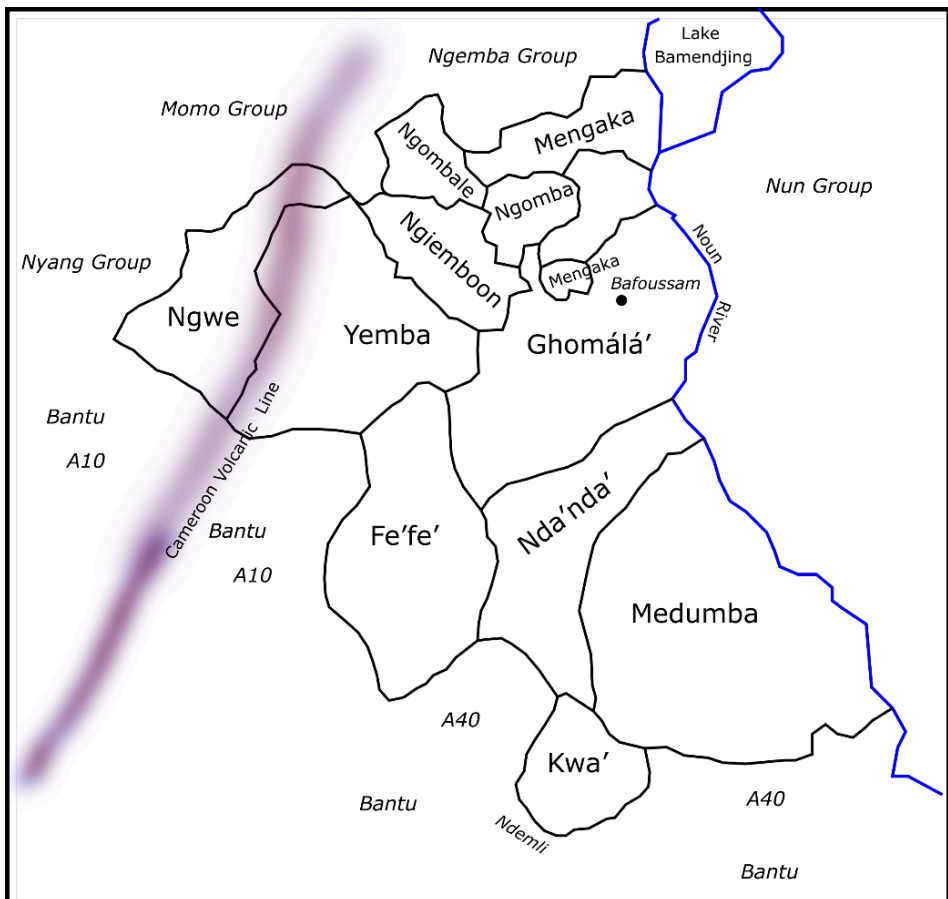 Lake
Bamendjing
Ngemba Group
Momo Group
Mengaka
Ngombale
Nun Group
Ngomba
Ngiemboon
Noun
River
Nyang Group
Mengaka
Bafoussam
Ngwe
Yemba
Ghomálá’
Bantu
A10
Cameroon Volcanic Line
Bantu
A10
Fe’fe’
Nda’nda’
Medumba
A40
Kwa’
Bantu
Ndemli
A40
Bantu